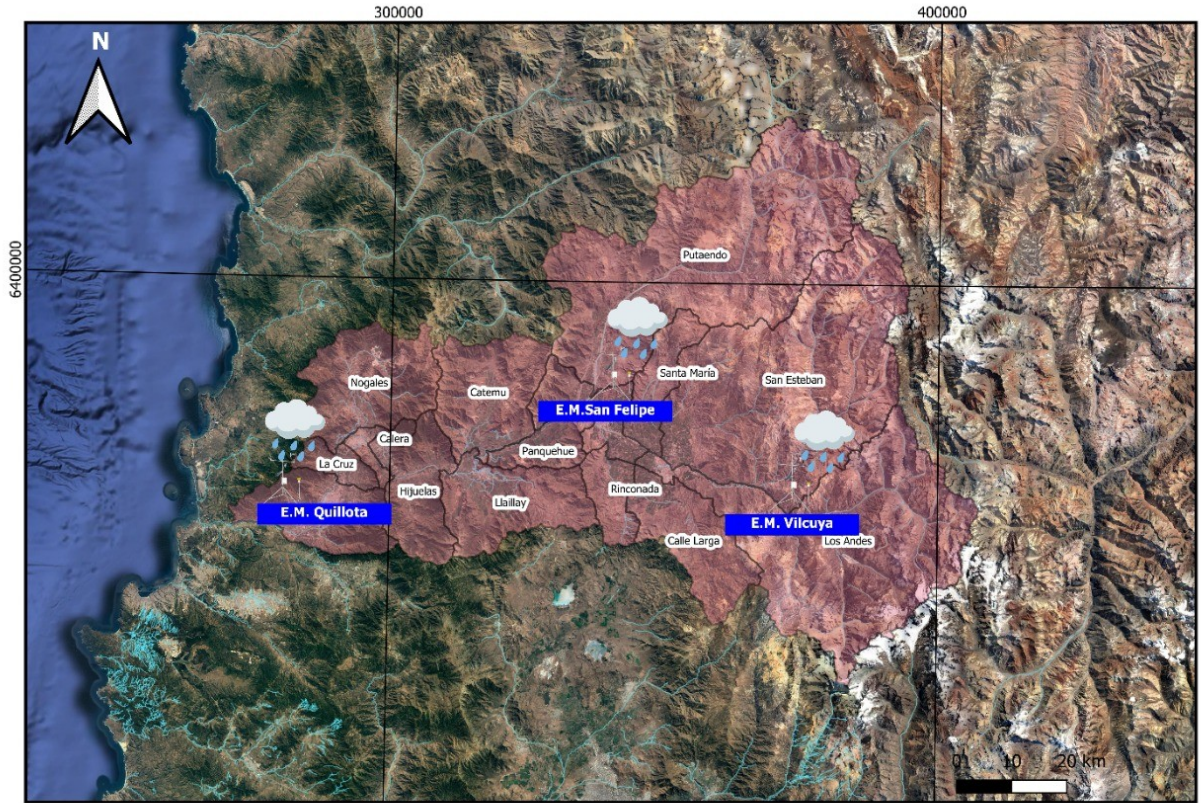 300000
400000
N
6400000
Putaendo
Santa María
San Esteban
Nogales
Catemu
E.M.San Felipe
Calera
Panquehue
La Cruz
Hijuelas
Llaillay
Rinconada
E.M. Quillota
E.M. Vilcuya
Calle Larga
Los Andes
0
10
20 km